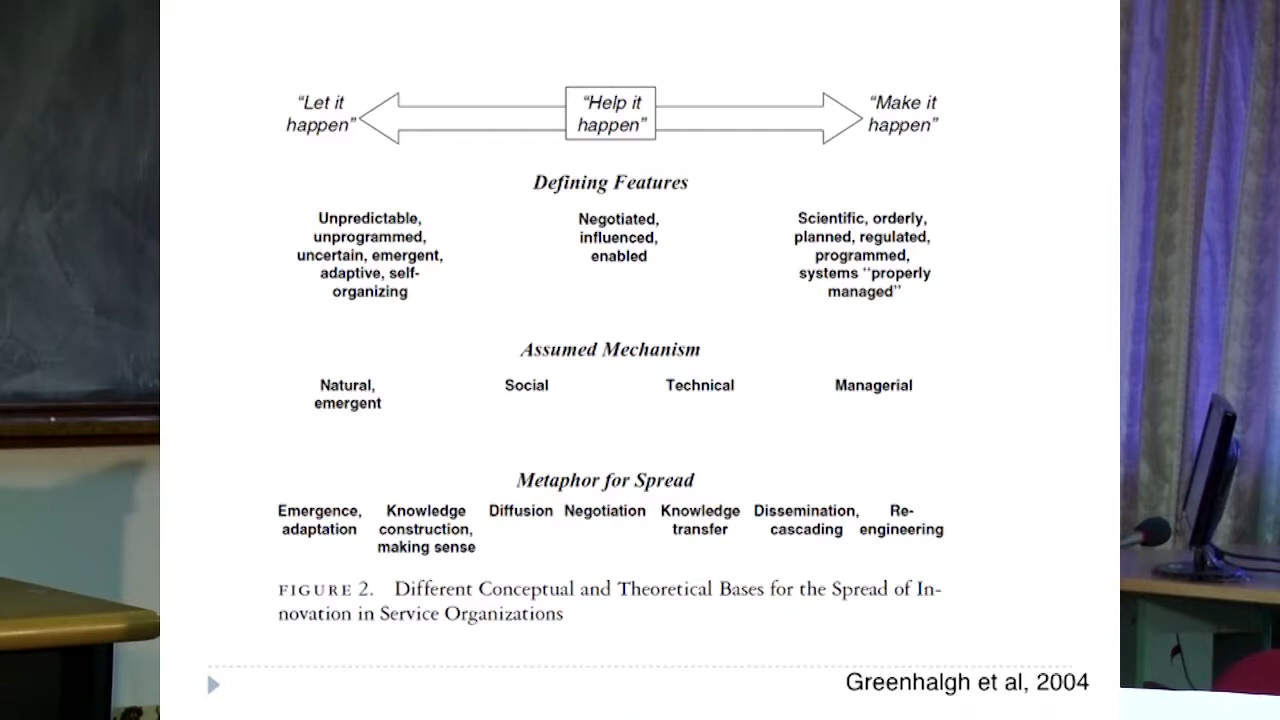 "Let it
happen"
"Help it
happen"
"Make it
happen"
Defining Features
Unpredictable,
unprogrammed,
uncertain, emergent,
adaptive, self-
organizing
Negotiated,
influenced,
enabled
Scientific, orderly,
planned, regulated,
programmed,
systems "properly
managed"
Assumed Mechanism
Natural,
emergent
Social
Technical
Managerial
Metaphor for Spread
Emergence,
adaptation
Knowledge
construction,
making sense
Diffusion
Negotiation
Knowledge
transfer
Dissemination,
cascading
Re-
engineering
FIGURE 2. Different Conceptual and Theoretical Bases for the Spread of In-
novation in Service Organizations
Greenhalgh et al, 2004